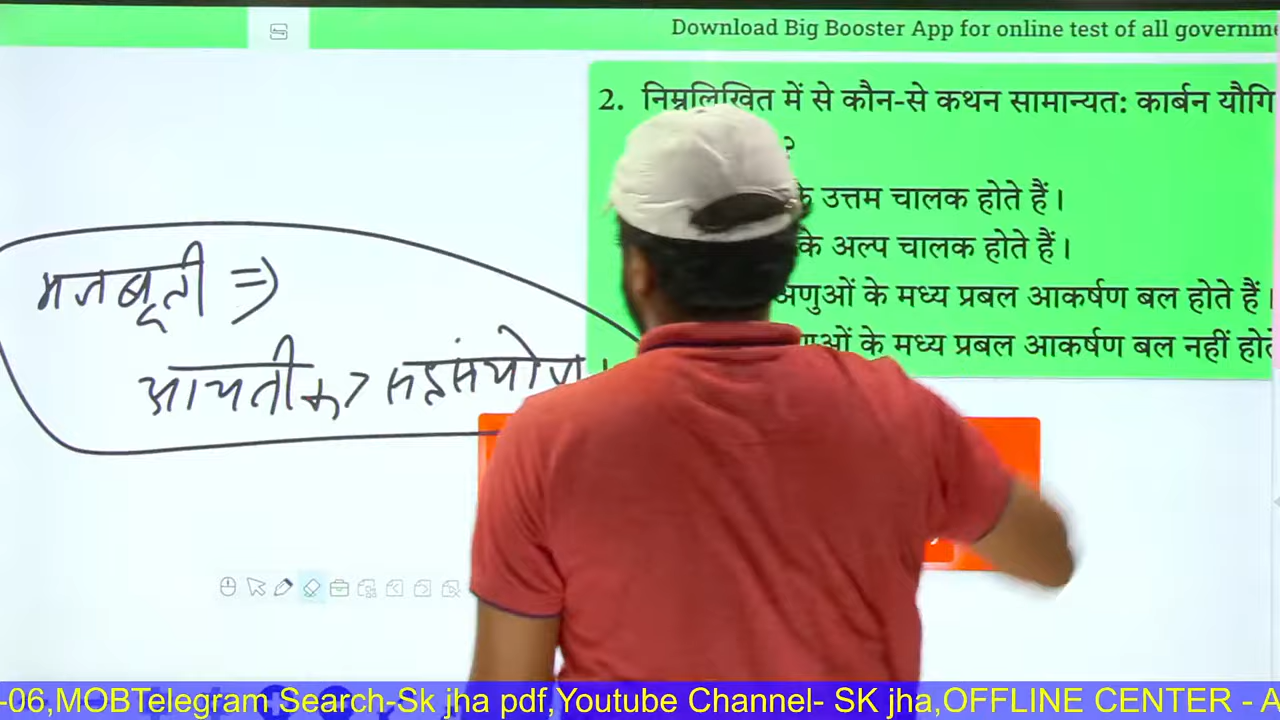 Download Big Booster App for online test of all governme
2. निम्नलिखित में से कौन-से कथन सामान्यतः कार्बन यौगि
?
के उत्तम चालक होते हैं।
के अल्प चालक होते हैं।
अणुओं के मध्य प्रबल आकर्षण बल होते हैं।
णुओं के मध्य प्रबल आकर्षण बल नहीं होते
मजबूती ⇒
-06,MOBTelegram Search-Sk jha pdf,Youtube Channel- SK jha,OFFLINE CENTER - A